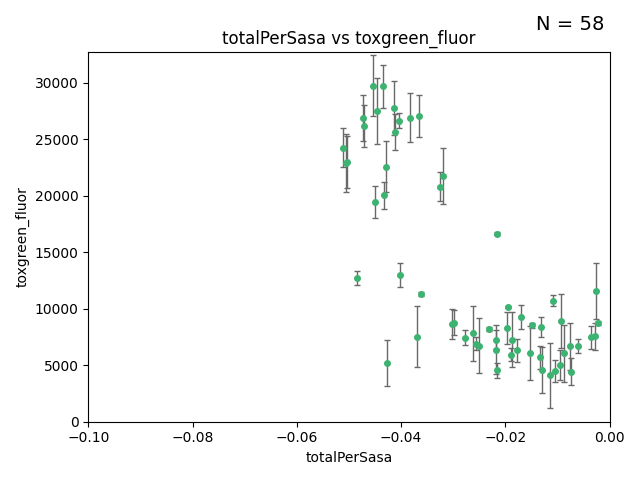 N = 58
totalPerSasa vs toxgreen_fluor
30000
25000
20000
15000
10000
5000
0
toxgreen_fluor
−0.10 −0.08 −0.06 −0.04 −0.02 0.00
totalPerSasa